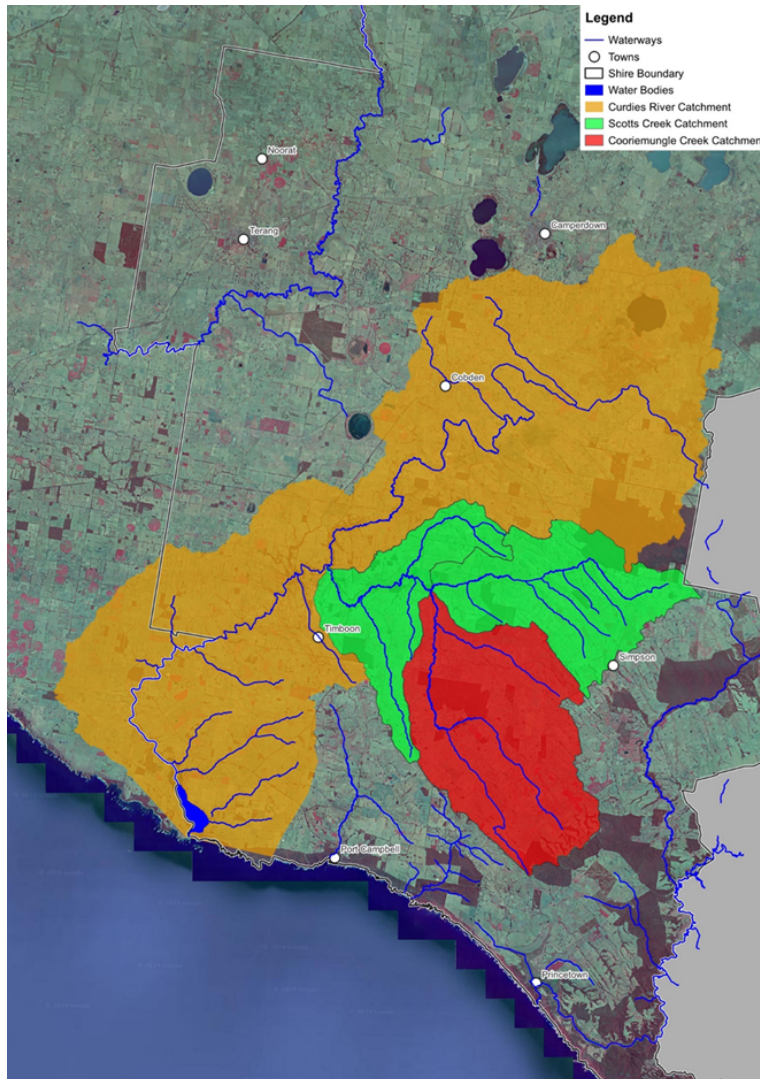 Legend
Waterways
Towns
Shire Boundary
Water Bodies
Curdies River Catchment
Scotts Creek Catchment
Cooriemungle Creek Catchment
Noorat
Terang
Camperdown
Cobden
Timboon
Simpson
Port Campbell
Princetown